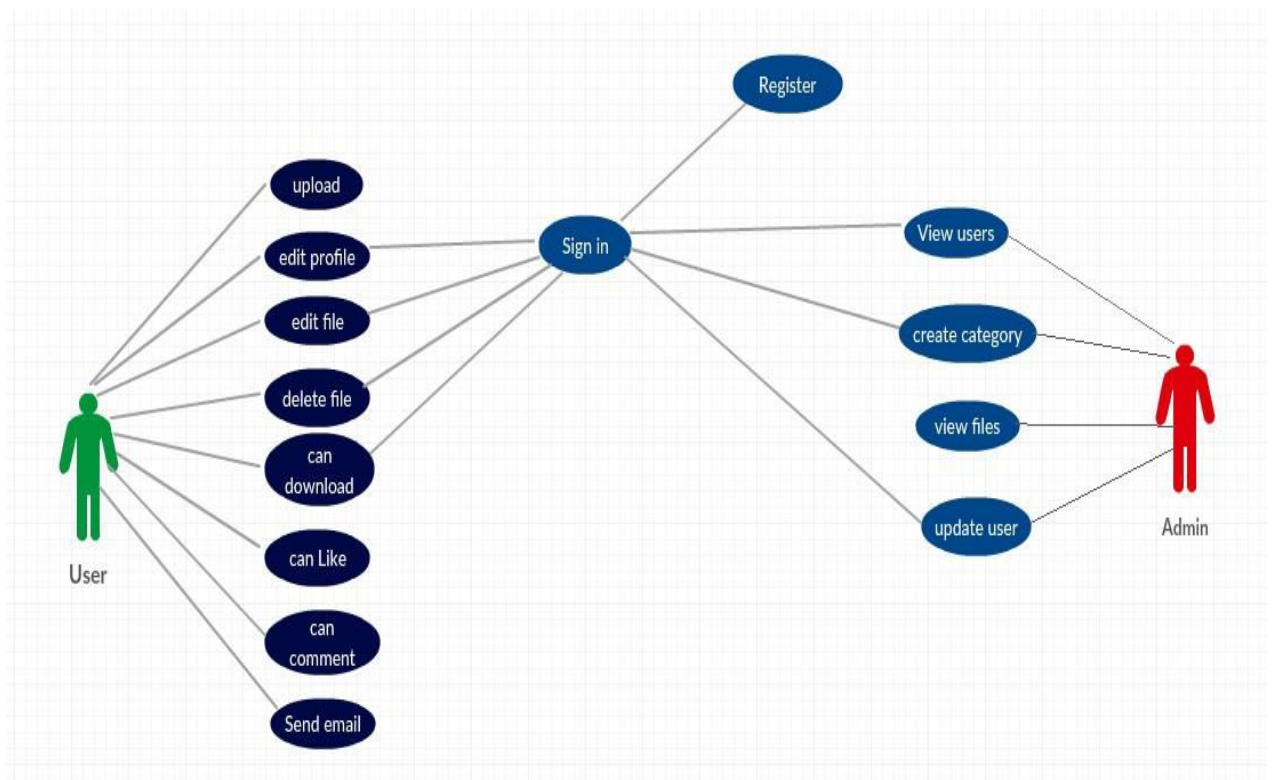 Register
upload
edit profile
edit file
delete file
can
download
can Like
can
comment
Send email
User
Sign in
View users
create category
view files
update user
Admin